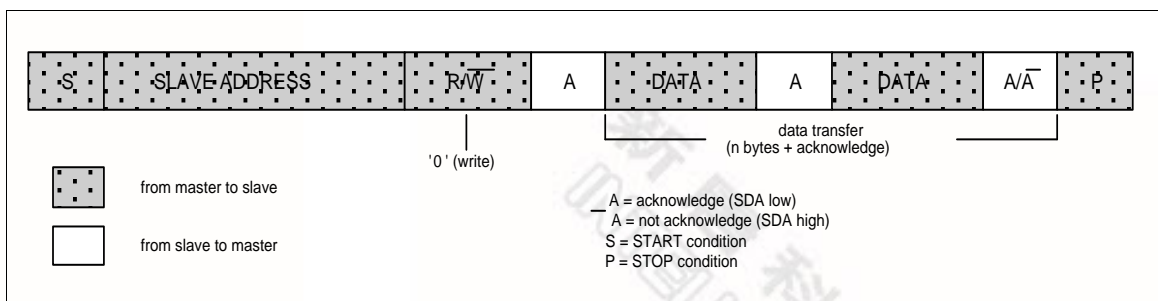 S SLAVE ADDRESS R/W̅ A DATA A DATA A/A̅ P
data transfer
(n bytes + acknowledge)
'0' (write)
from master to slave
A = acknowledge (SDA low)
A̅ = not acknowledge (SDA high)
from slave to master
S = START condition
P = STOP condition